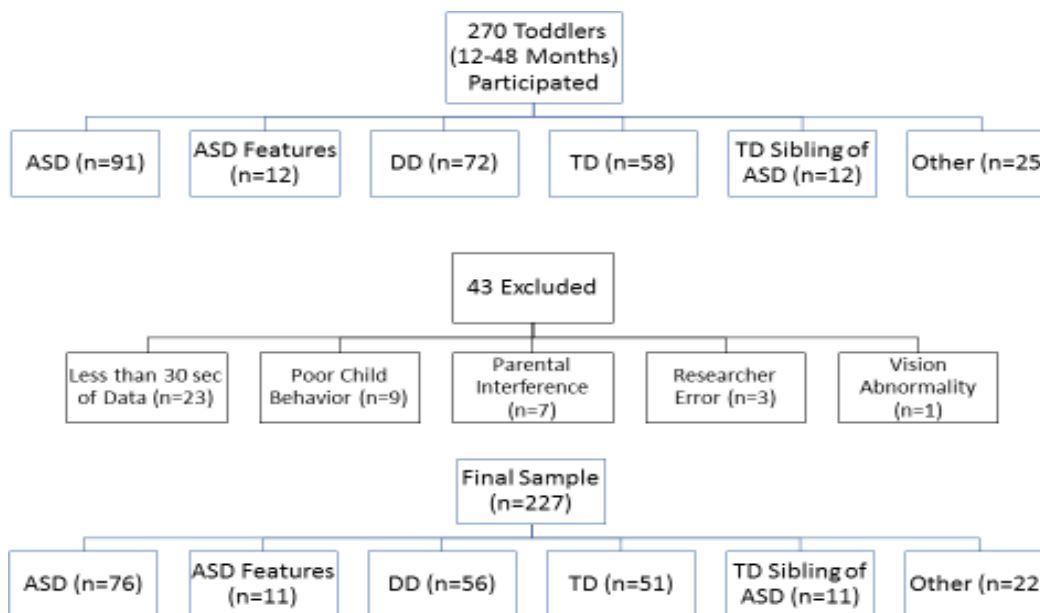 270 Toddlers
(12-48 Months)
Participated
ASD (n=91)
ASD Features
(n=12)
DD (n=72)
TD (n=58)
TD Sibling of
ASD (n=12)
Other (n=25
43 Excluded
Less than 30 sec
of Data (n=23)
Poor Child
Behavior (n=9)
Parental
Interference
(n=7)
Researcher
Error (n=3)
Vision
Abnormality
(n=1)
Final Sample
(n=227)
ASD (n=76)
ASD Features
(n=11)
DD (n=56)
TD (n=51)
TD Sibling of
ASD (n=11)
Other (n=22